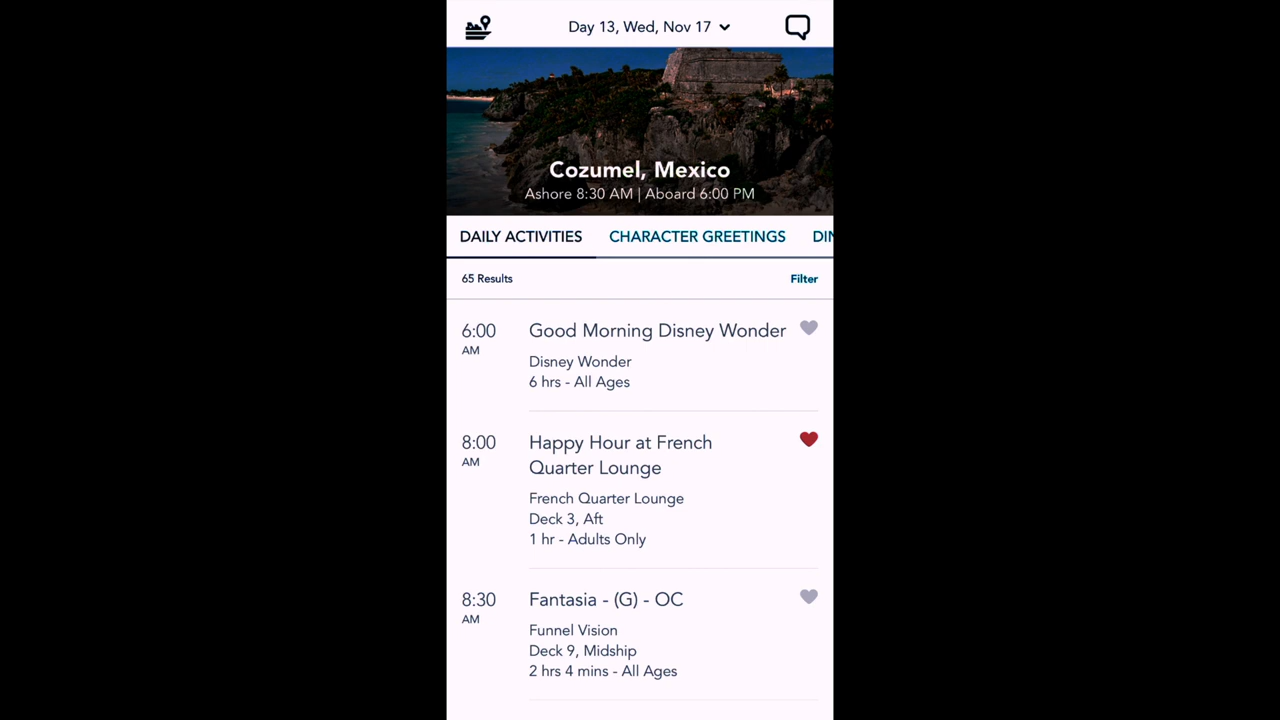 Day 13, Wed, Nov 17
Cozumel, Mexico
Ashore 8:30 AM | Aboard 6:00 PM
DAILY ACTIVITIES CHARACTER GREETINGS DIN
65 Results Filter
6:00 Good Morning Disney Wonder
AM
Disney Wonder
6 hrs - All Ages
8:00 Happy Hour at French
AM Quarter Lounge
French Quarter Lounge
Deck 3, Aft
1 hr - Adults Only
8:30 Fantasia - (G) - OC
AM
Funnel Vision
Deck 9, Midship
2 hrs 4 mins - All Ages